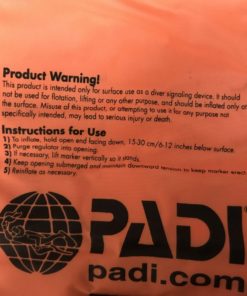 Product Warning!
This product is intended only for surface use as a diver signaling device. It should
not be used for flotation, lifting or any other purpose, and should be inflated only on
the surface. Misuse of this product, or attempting to use it for any purpose not
specifically intended, may lead to serious injury or death.
Instructions for Use
1) To inflate, hold open end facing down, 15-30 cm/6-12 inches below surface.
2) Purge regulator into opening.
3) If necessary, lift marker vertically so it stands.
4) Keep opening submerged and maintain downward tension to keep marker erect.
5) Reinflate as necessary.
PADI
padi.com